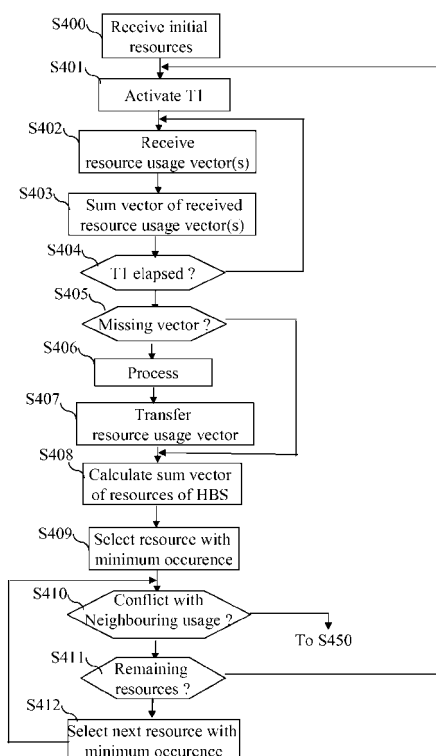 S400
Receive initial
resources
S401
Activate T1
S402
Receive
resource usage vector(s)
S403
Sum vector of received
resource usage vector(s)
S404
T1 elapsed ?
S405
Missing vector ?
S406
Process
S407
Transfer
resource usage vector
S408
Calculate sum vector
of resources of HBS
S409
Select resource with
minimum occurence
S410
Conflict with
Neighbouring usage ?
To S450
S411
Remaining
resources ?
S412
Select next resource with
minimum occurence